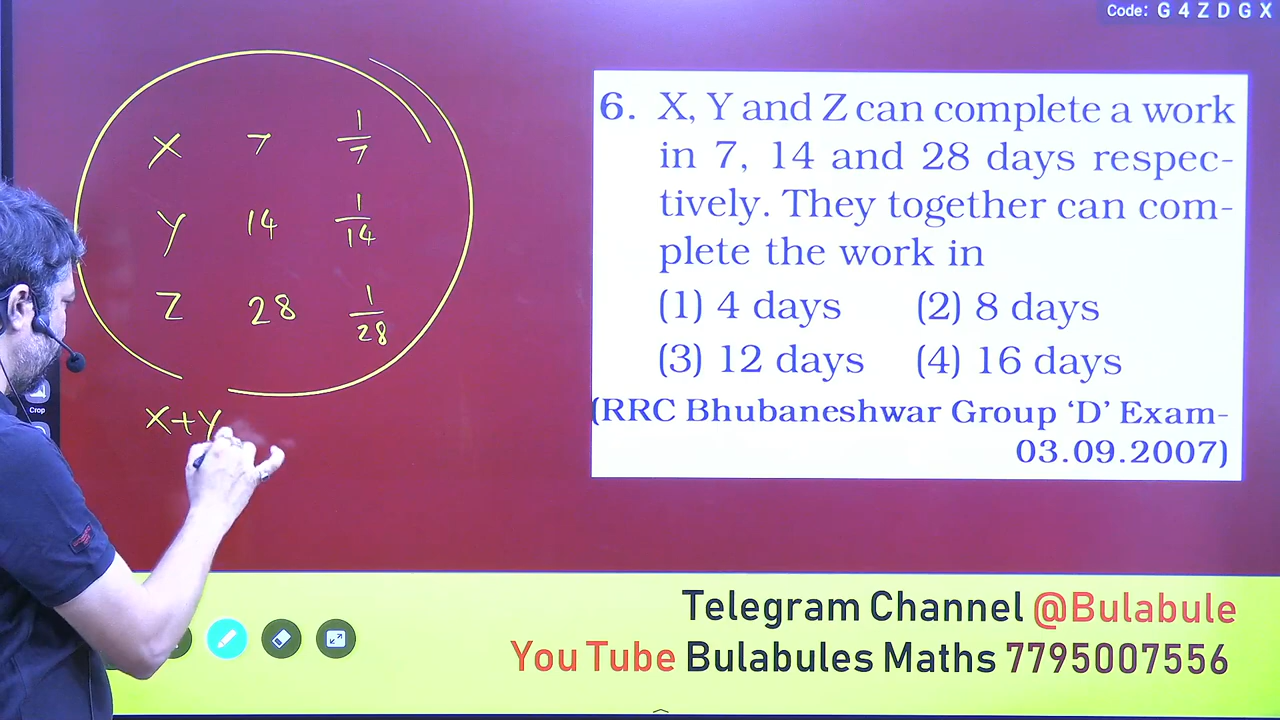 Code: G 4 Z D G X
X 7 1/7
Y 14 1/14
Z 28 1/28
X+Y
6. X, Y and Z can complete a work
in 7, 14 and 28 days respec-
tively. They together can com-
plete the work in
(1) 4 days (2) 8 days
(3) 12 days (4) 16 days
(RRC Bhubaneshwar Group ‘D’ Exam-
03.09.2007)
Crop
Telegram Channel @Bulabule
You Tube Bulabules Maths 7795007556